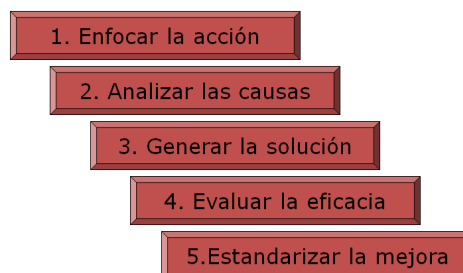 1. Enfocar la acción
2. Analizar las causas
3. Generar la solución
4. Evaluar la eficacia
5.Estandarizar la mejora